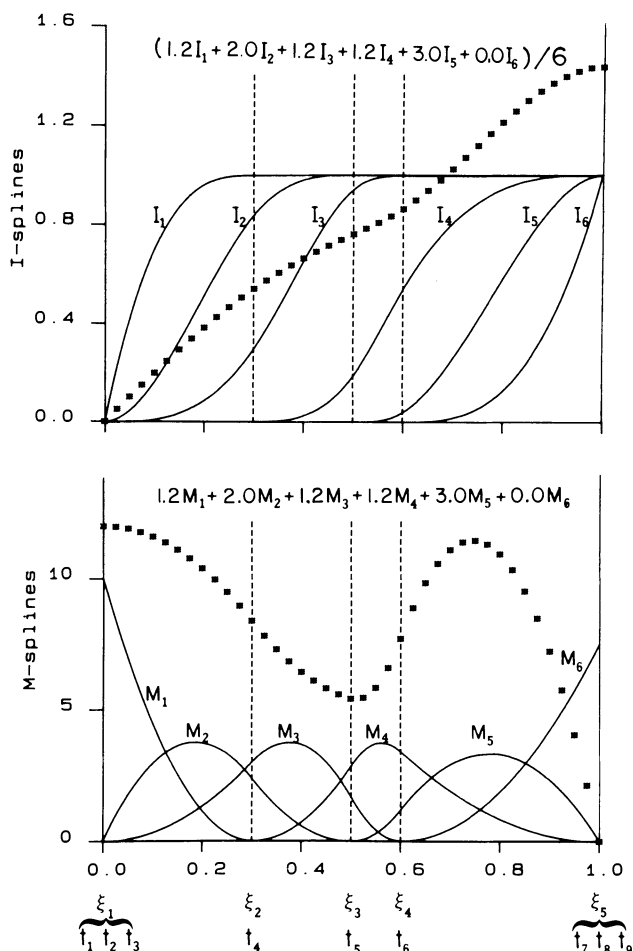 1.6
(1.2I₁ + 2.0I₂ + 1.2I₃ + 1.2I₄ + 3.0I₅ + 0.0I₆)/6
1.2
I-splines
0.8
I₁ I₂ I₃ I₄ I₅ I₆
0.4
0.0
1.2M₁ + 2.0M₂ + 1.2M₃ + 1.2M₄ + 3.0M₅ + 0.0M₆
10
M-splines
M₆
M₁
5
M₂ M₃ M₄ M₅
0
0.0 0.2 0.4 0.6 0.8 1.0
ξ₁ ξ₂ ξ₃ ξ₄ ξ₅
t₁ t₂ t₃ t₄ t₅ t₆ t₇ t₈ t₉